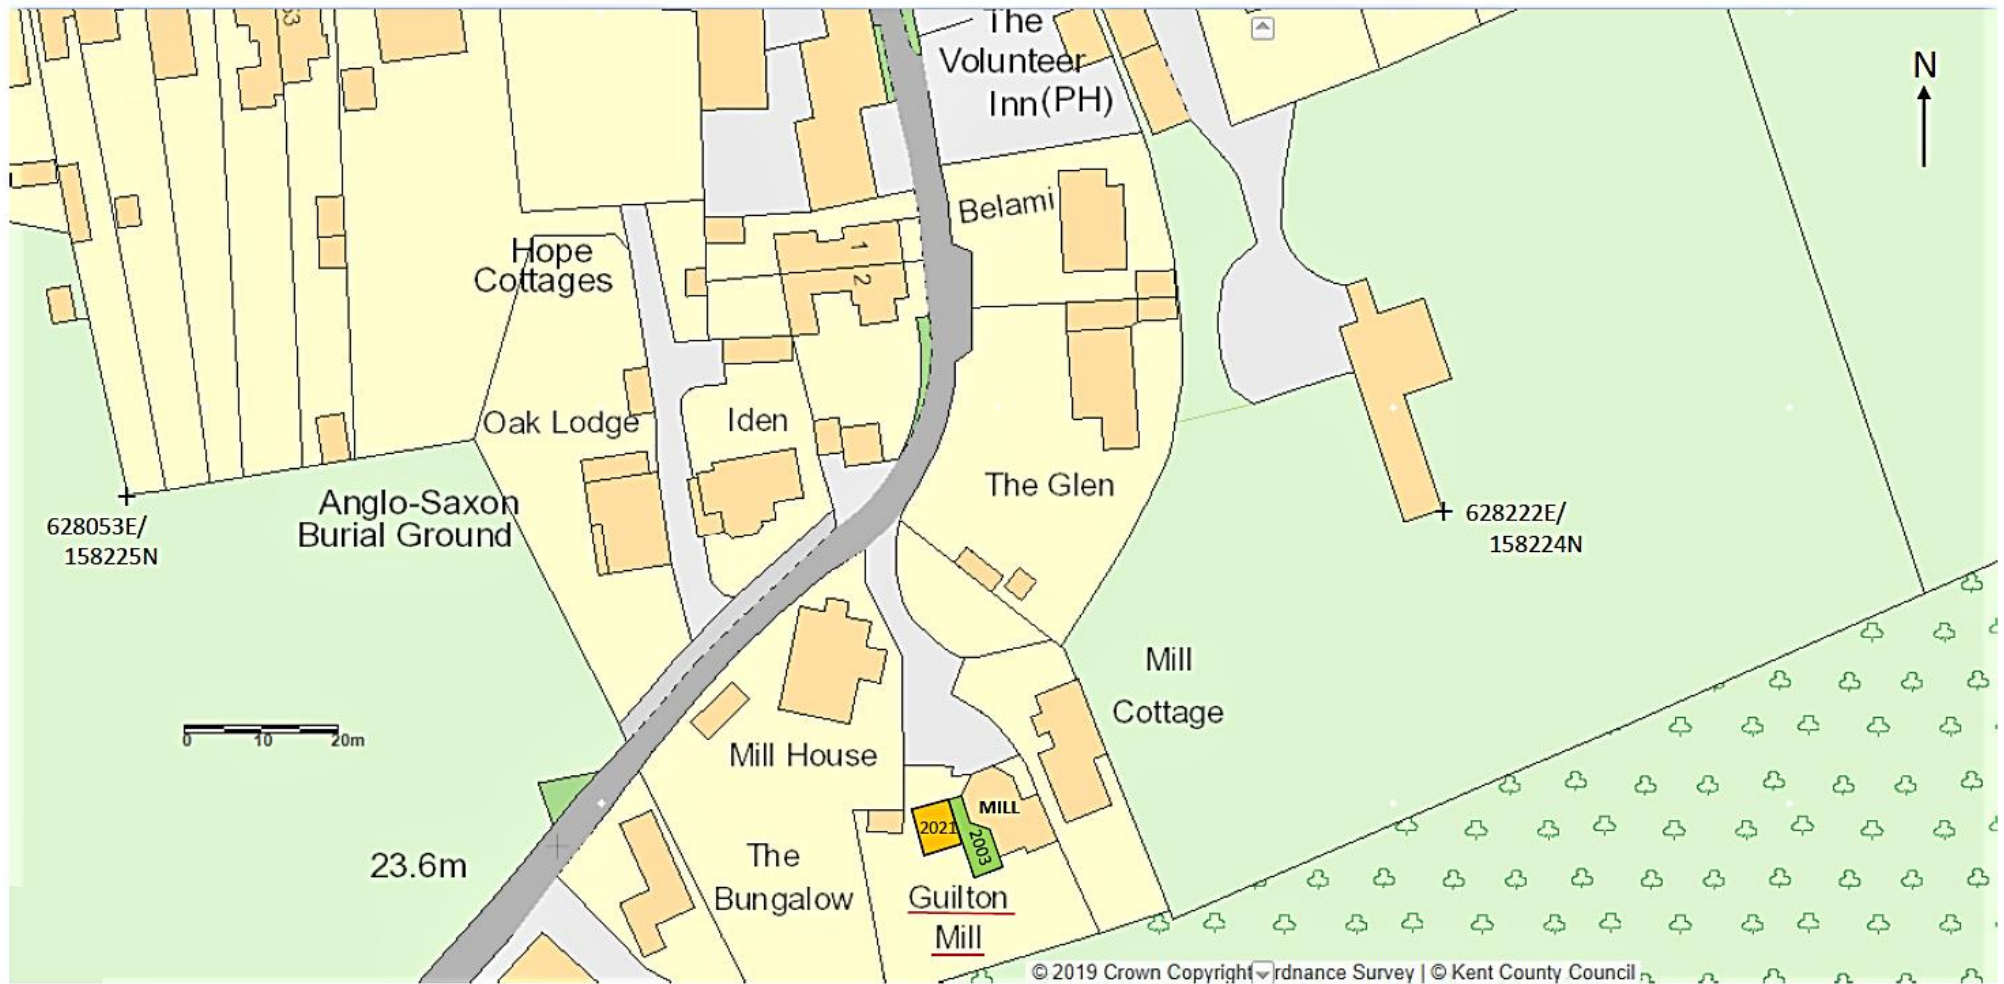 53
The
Volunteer
Inn (PH)
N
Belami
Hope
Cottages
1
2
Oak Lodge
Iden
The Glen
Anglo-Saxon
Burial Ground
628053E/
158225N
628222E/
158224N
Mill
Cottage
0 10 20m
Mill House
MILL
2021
2003
23.6m
The
Bungalow
Guilton
Mill
© 2019 Crown Copyright rdnance Survey | © Kent County Council